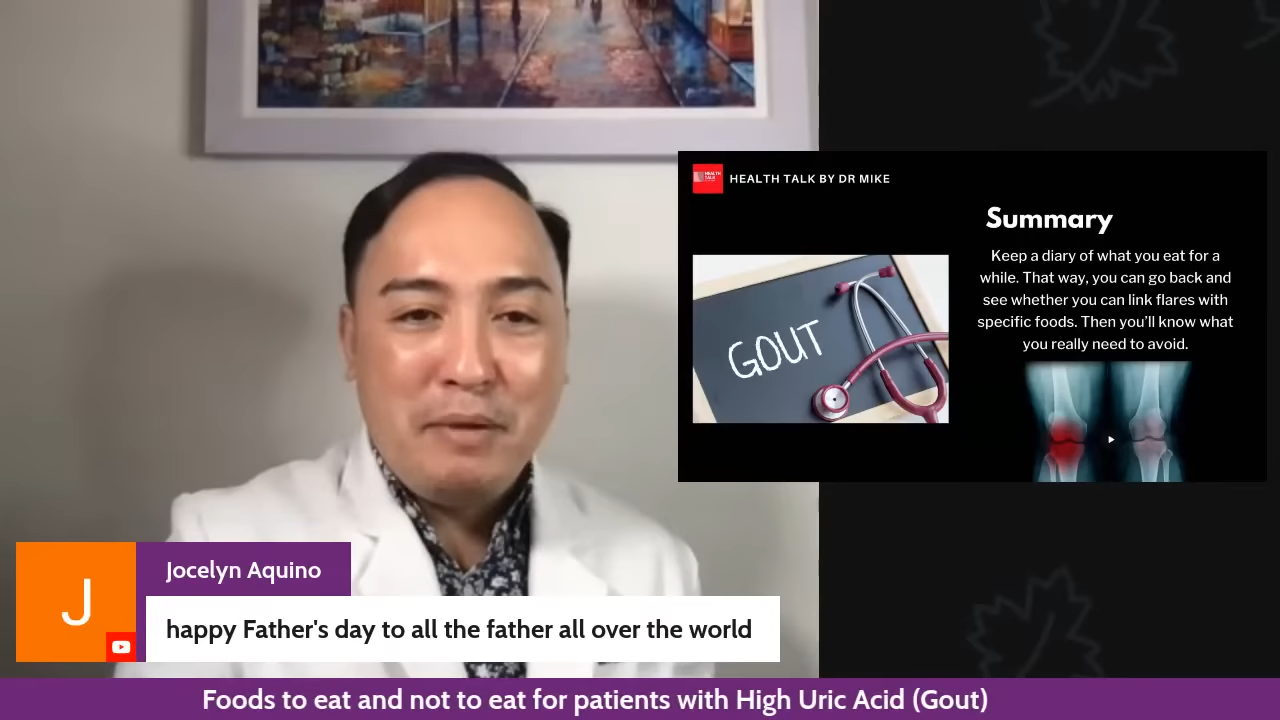 HEALTH TALK BY DR MIKE
Summary
Keep a diary of what you eat for a
while. That way, you can go back and
see whether you can link flares with
specific foods. Then you'll know what
you really need to avoid.
GOUT
J
Jocelyn Aquino
happy Father's day to all the father all over the world
Foods to eat and not to eat for patients with High Uric Acid (Gout)